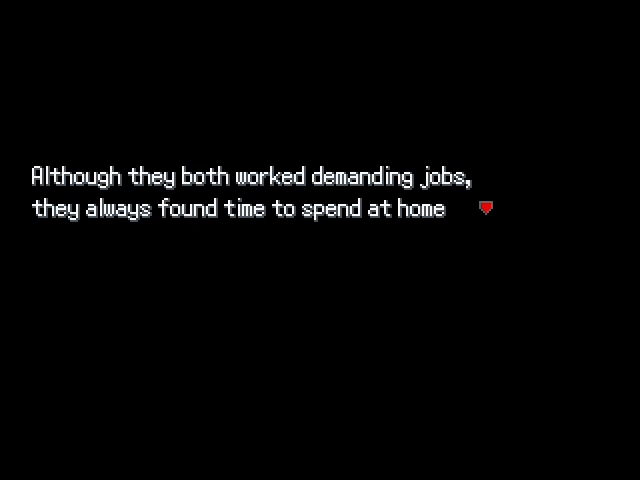 Although they both worked demanding jobs,
they always found time to spend at home